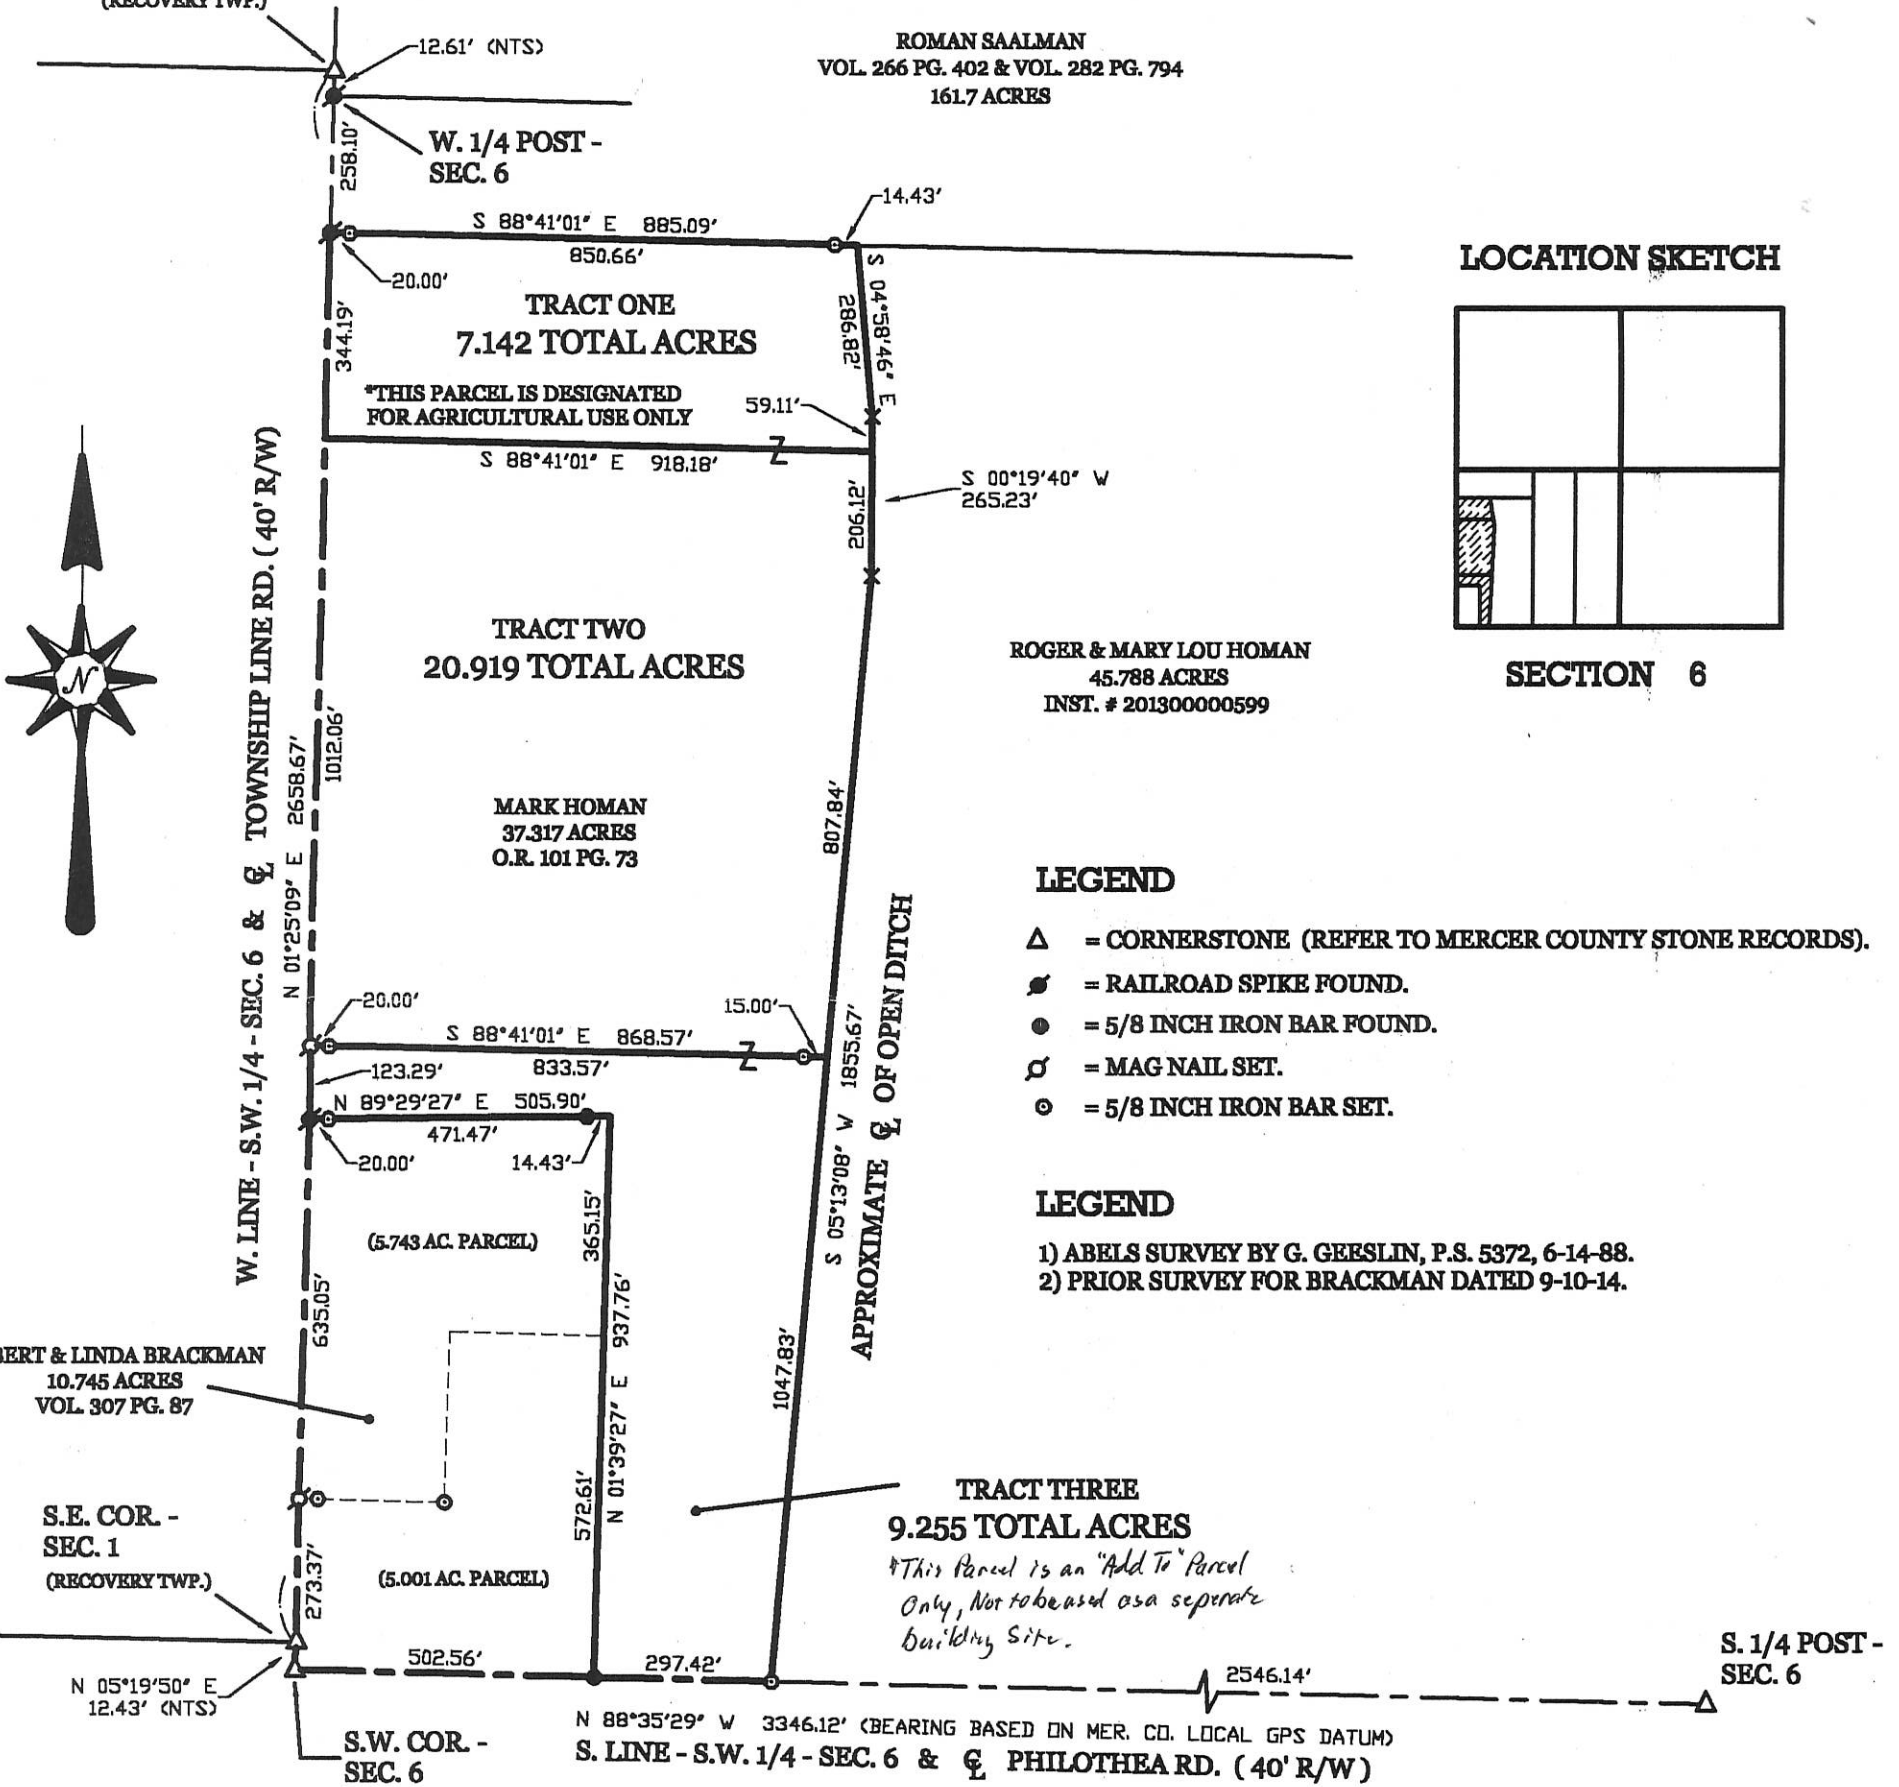 (RECOVERY TWP.)
12.61' (NTS)
ROMAN SAALMAN
VOL. 266 PG. 402 & VOL. 282 PG. 794
161.7 ACRES
W. 1/4 POST -
SEC. 6
258.10'
14.43'
S 88°41'01" E 885.09'
850.66'
20.00'
TRACT ONE
7.142 TOTAL ACRES
344.19'
S 04°58'46" E
286.82'
*THIS PARCEL IS DESIGNATED
FOR AGRICULTURAL USE ONLY
59.11'
S 88°41'01" E 918.18'
Z
S 00°19'40" W
265.23'
206.12'
LOCATION SKETCH
SECTION 6
N
W. LINE - S.W. 1/4 - SEC. 6 & ℄ TOWNSHIP LINE RD. ( 40' R/W)
N 01°25'09" E 2658.67'
1012.06'
TRACT TWO
20.919 TOTAL ACRES
ROGER & MARY LOU HOMAN
45.788 ACRES
INST. # 201300000599
MARK HOMAN
37.317 ACRES
O.R. 101 PG. 73
807.84'
LEGEND
= CORNERSTONE (REFER TO MERCER COUNTY STONE RECORDS).
= RAILROAD SPIKE FOUND.
= 5/8 INCH IRON BAR FOUND.
= MAG NAIL SET.
= 5/8 INCH IRON BAR SET.
20.00'
15.00'
S 88°41'01" E 868.57'
Z
833.57'
123.29'
S 05°13'08" W 1855.67'
APPROXIMATE ℄ OF OPEN DITCH
N 89°29'27" E 505.90'
471.47'
20.00'
14.43'
LEGEND
1) ABELS SURVEY BY G. GEESLIN, P.S. 5372, 6-14-88.
2) PRIOR SURVEY FOR BRACKMAN DATED 9-10-14.
(5.743 AC. PARCEL)
365.15'
635.05'
N 01°39'27" E 937.76'
1047.83'
BERT & LINDA BRACKMAN
10.745 ACRES
VOL. 307 PG. 87
572.61'
TRACT THREE
9.255 TOTAL ACRES
*This Parcel is an "Add To" Parcel
Only, Not to be used as a seperate
building Site.
S.E. COR. -
SEC. 1
(RECOVERY TWP.)
273.37'
(5.001 AC. PARCEL)
S. 1/4 POST -
SEC. 6
502.56'
297.42'
2546.14'
N 05°19'50" E
12.43' (NTS)
N 88°35'29" W 3346.12' (BEARING BASED ON MER. CO. LOCAL GPS DATUM)
S. LINE - S.W. 1/4 - SEC. 6 & ℄ PHILOTHEA RD. ( 40' R/W )
S.W. COR. -
SEC. 6